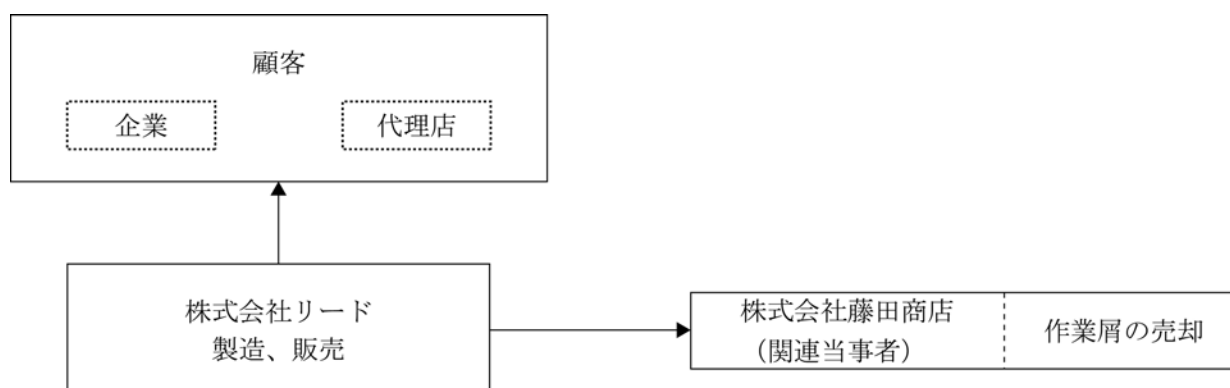 顧客
企業
代理店
株式会社リード
製造、販売
株式会社藤田商店
（関連当事者）
作業屑の売却